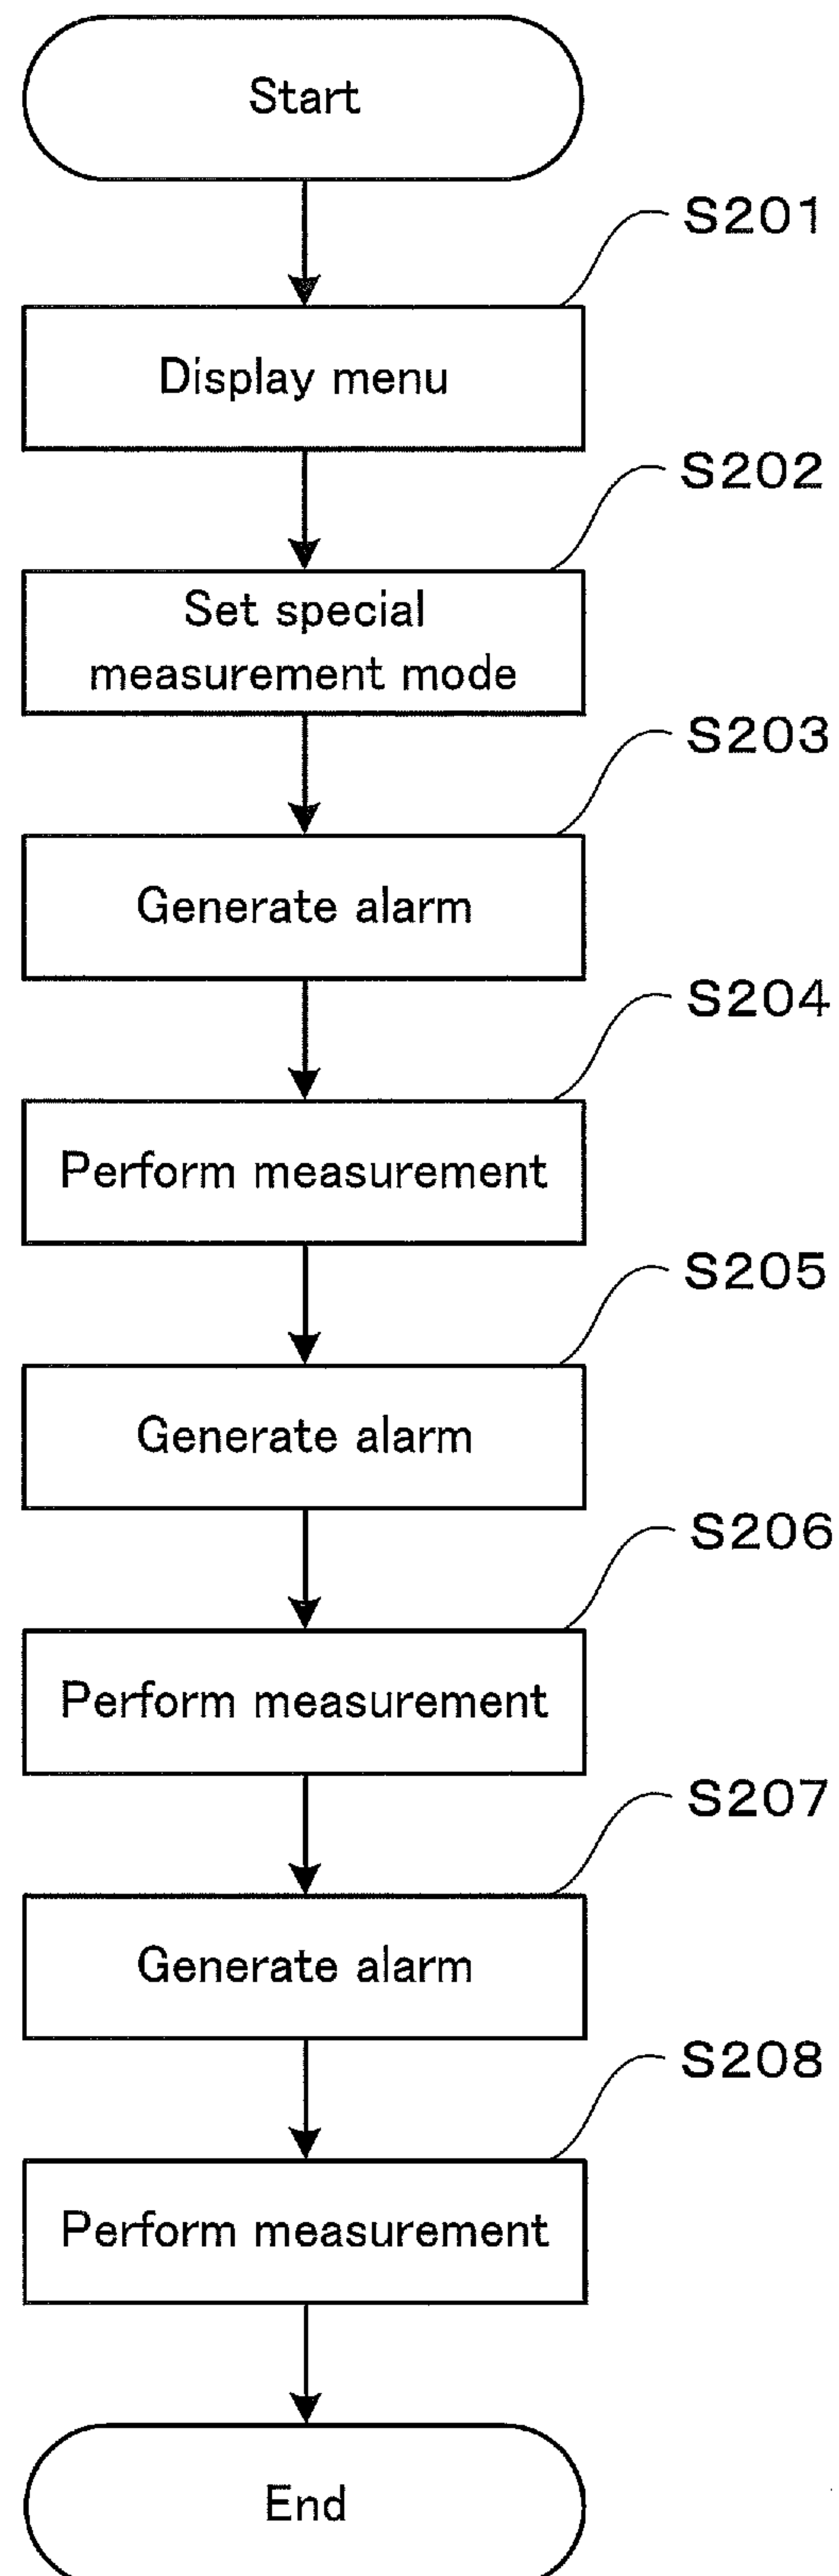 Start
S201
Display menu
S202
Set special
measurement mode
S203
Generate alarm
S204
Perform measurement
S205
Generate alarm
S206
Perform measurement
S207
Generate alarm
S208
Perform measurement
End